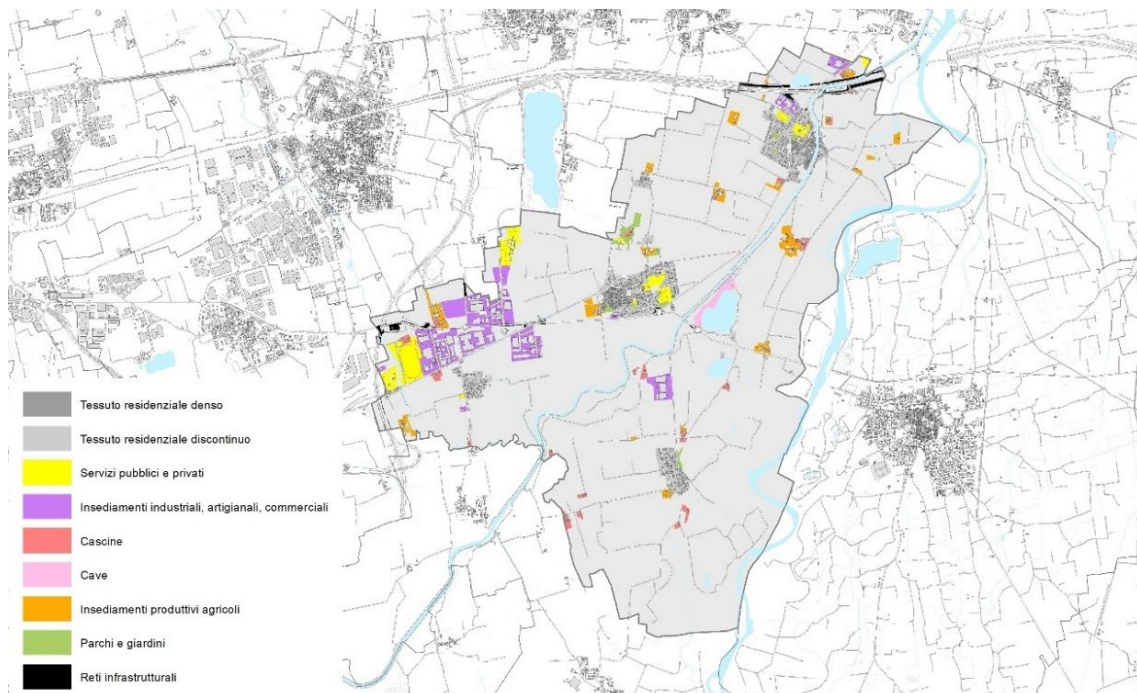 Tessuto residenziale denso
Tessuto residenziale discontinuo
Servizi pubblici e privati
Insediamenti industriali, artigianali, commerciali
Cascine
Cave
Insediamenti produttivi agricoli
Parchi e giardini
Reti infrastrutturali